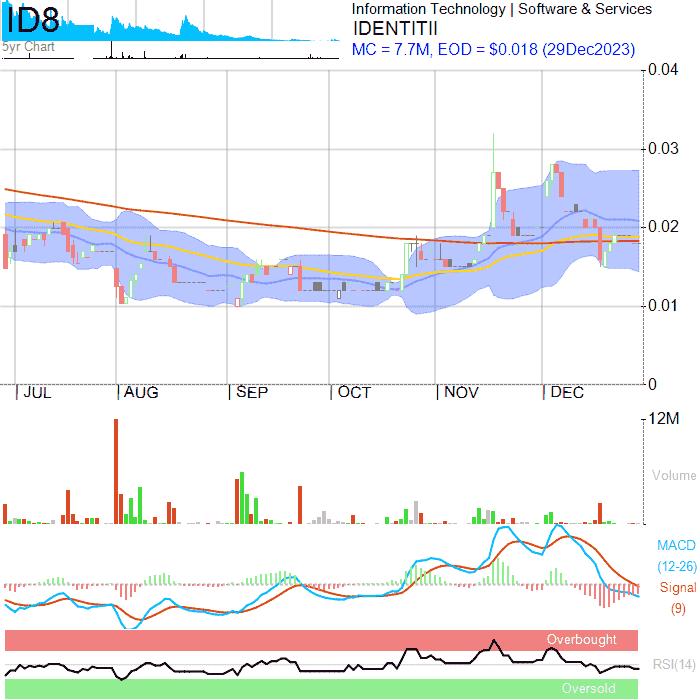 ID8
5yr Chart
Information Technology | Software & Services
IDENTITII
MC = 7.7M, EOD = $0.018 (29Dec2023)
0.04
0.03
0.02
0.01
0
JUL AUG SEP OCT NOV DEC
12M
Volume
MACD
(12-26)
Signal
(9)
Overbought
RSI(14)
Oversold